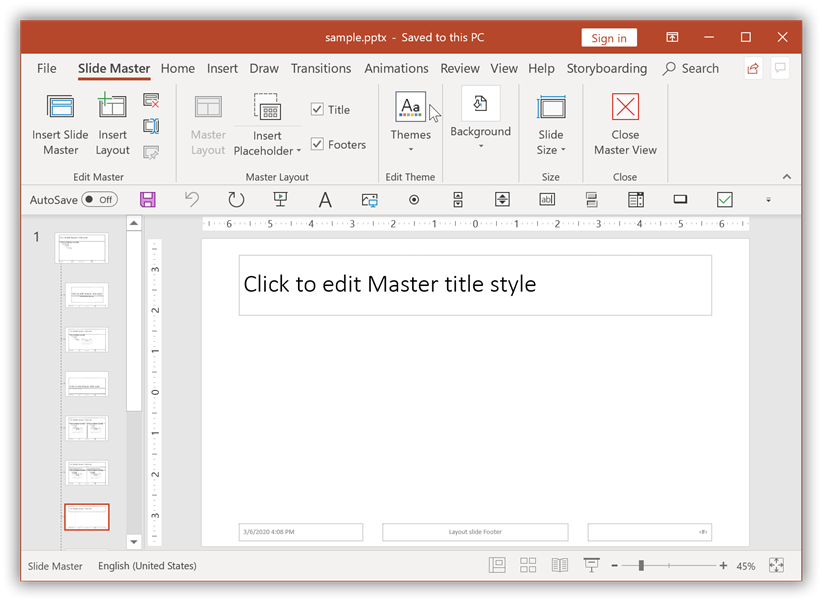 sample.pptx - Saved to this PC
Sign in
File Slide Master Home Insert Draw Transitions Animations Review View Help Storyboarding Search
Insert Slide Master
Insert Layout
Edit Master
Master Layout
Insert Placeholder
Title
Footers
Master Layout
Aa
Themes
Edit Theme
Background
Slide Size
Size
Close Master View
Close
AutoSave Off
A
ab
6 5 4 3 2 1 0 1 2 3 4 5 6
1
3
2
1
0
1
2
3
Click to edit Master title style
3/6/2020 4:08 PM
Layout slide Footer
‹#›
Slide Master English (United States)
45%